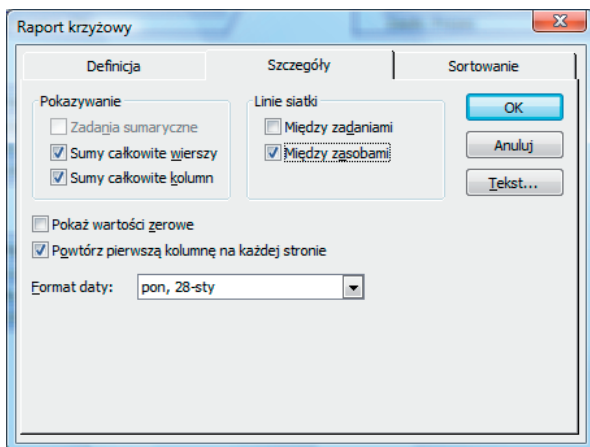 Raport krzyżowy
Definicja
Szczegóły
Sortowanie
Pokazywanie
Zadania sumaryczne
Sumy całkowite wierszy
Sumy całkowite kolumn
Linie siatki
Między zadaniami
Między zasobami
OK
Anuluj
Tekst...
Pokaż wartości zerowe
Powtórz pierwszą kolumnę na każdej stronie
Format daty: pon, 28-sty